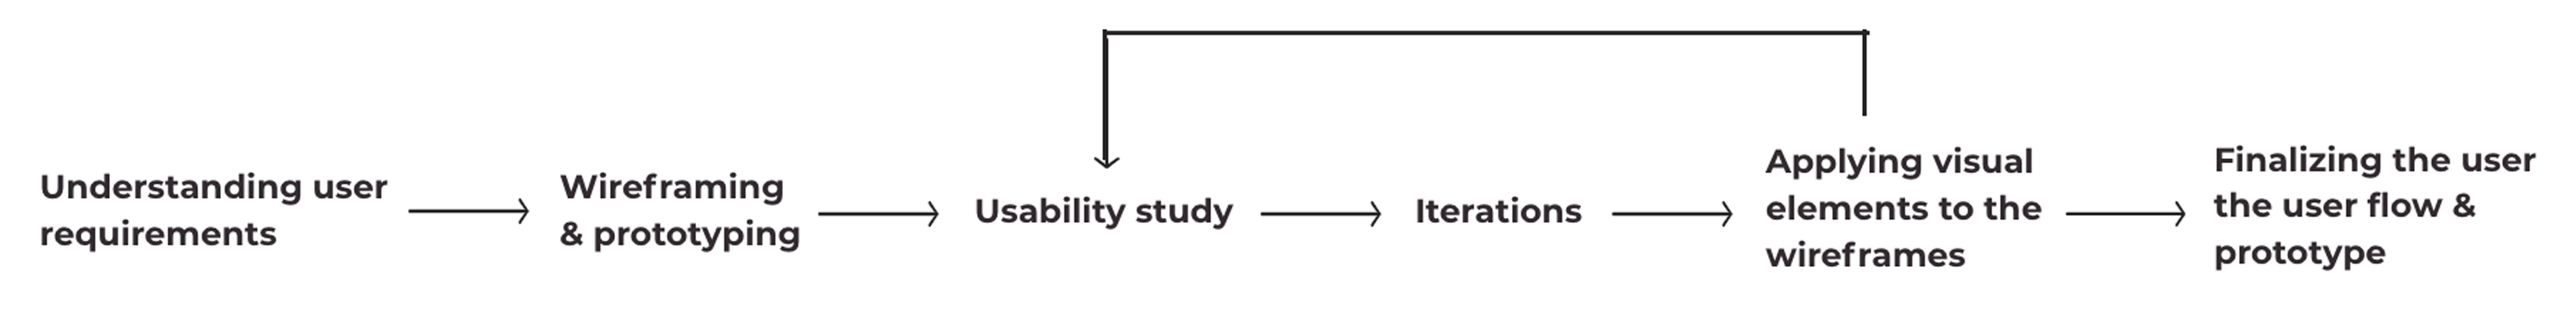 Understanding user
requirements
Wireframing
& prototyping
Usability study
Iterations
Applying visual
elements to the
wireframes
Finalizing the user
the user flow &
prototype